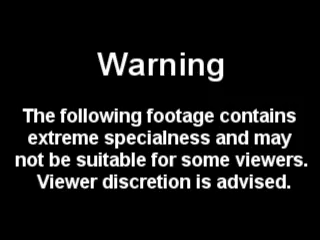 Warning
The following footage contains
extreme specialness and may
not be suitable for some viewers.
Viewer discretion is advised.